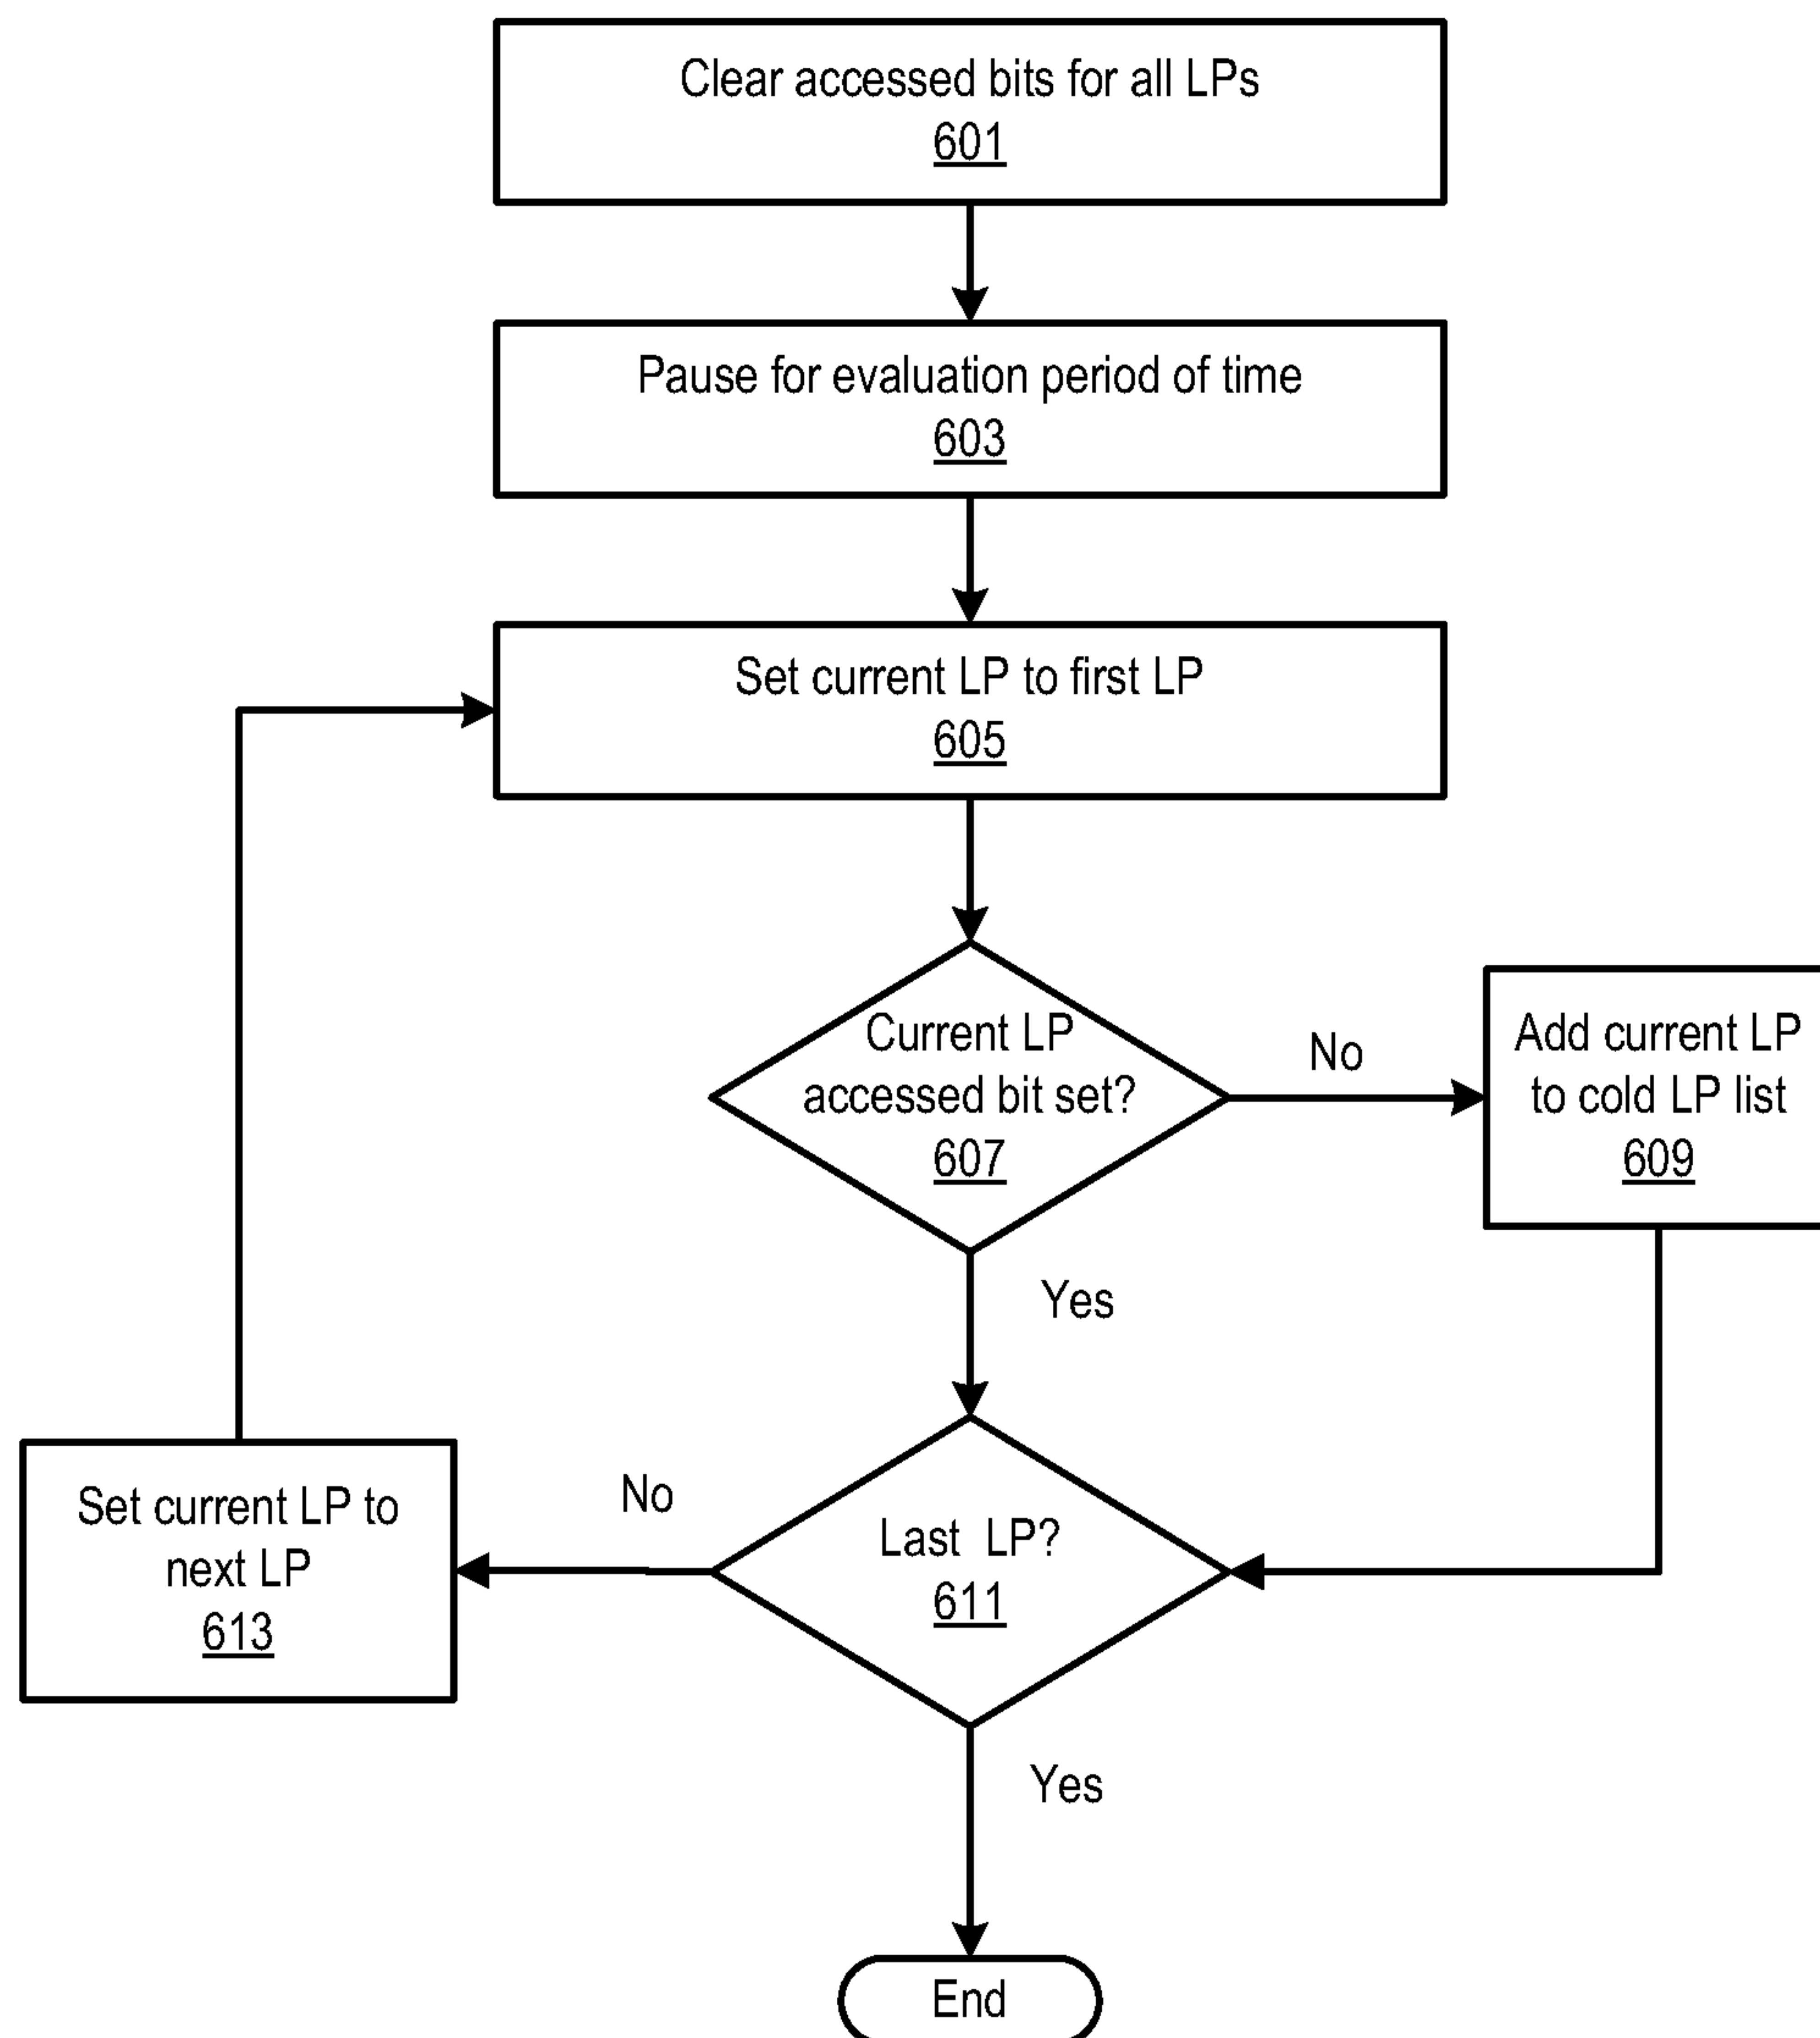 Clear accessed bits for all LPs
601
Pause for evaluation period of time
603
Set current LP to first LP
605
Current LP
accessed bit set?
607
No
Add current LP
to cold LP list
609
Yes
Set current LP to
next LP
613
No
Last LP?
611
Yes
End